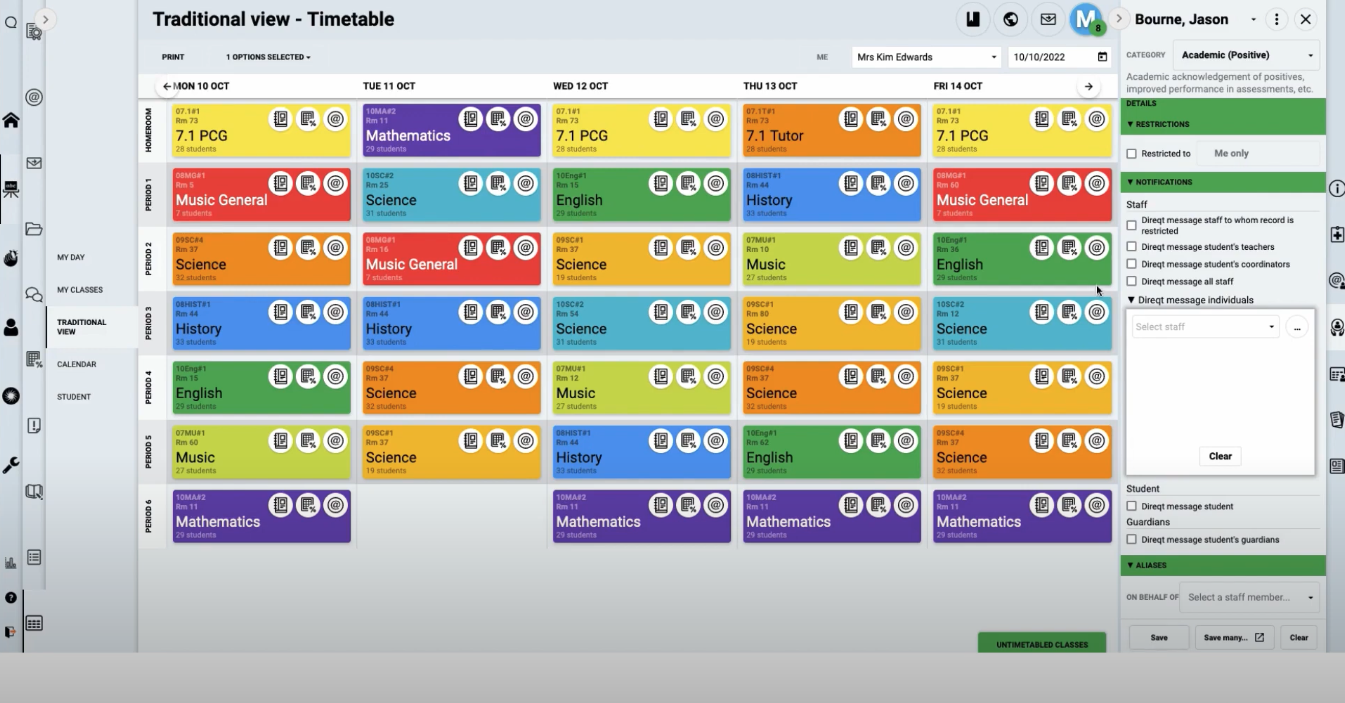 Traditional view - Timetable
M
8
PRINT
1 OPTIONS SELECTED
ME
Mrs Kim Edwards
10/10/2022
MON 10 OCT
TUE 11 OCT
WED 12 OCT
THU 13 OCT
FRI 14 OCT
HOMEROOM
07.1#1
Rm 73
7.1 PCG
28 students
10MA#2
Rm 11
Mathematics
29 students
07.1#1
Rm 73
7.1 PCG
28 students
07.1T#1
Rm 73
7.1 Tutor
28 students
07.1#1
Rm 73
7.1 PCG
28 students
PERIOD 1
08MG#1
Rm 5
Music General
7 students
10SC#2
Rm 25
Science
31 students
10Eng#1
Rm 15
English
29 students
08HIST#1
Rm 44
History
33 students
08MG#1
Rm 60
Music General
7 students
PERIOD 2
09SC#4
Rm 37
Science
32 students
08MG#1
Rm 16
Music General
7 students
09SC#1
Rm 37
Science
19 students
07MU#1
Rm 10
Music
27 students
10Eng#1
Rm 36
English
29 students
PERIOD 3
08HIST#1
Rm 44
History
33 students
08HIST#1
Rm 44
History
33 students
10SC#2
Rm 54
Science
31 students
09SC#1
Rm 80
Science
19 students
10SC#2
Rm 12
Science
31 students
PERIOD 4
10Eng#1
Rm 15
English
29 students
09SC#4
Rm 37
Science
32 students
07MU#1
Rm 12
Music
27 students
09SC#4
Rm 37
Science
32 students
09SC#1
Rm 37
Science
19 students
PERIOD 5
07MU#1
Rm 60
Music
27 students
09SC#1
Rm 37
Science
19 students
08HIST#1
Rm 44
History
33 students
10Eng#1
Rm 62
English
29 students
09SC#4
Rm 37
Science
32 students
PERIOD 6
10MA#2
Rm 11
Mathematics
29 students
10MA#2
Rm 11
Mathematics
29 students
10MA#2
Rm 11
Mathematics
29 students
10MA#2
Rm 11
Mathematics
29 students
UNTIMETABLED CLASSES
MY DAY
MY CLASSES
TRADITIONAL
VIEW
CALENDAR
STUDENT
Bourne, Jason
CATEGORY
Academic (Positive)
Academic acknowledgement of positives,
improved performance in assessments, etc.
DETAILS
RESTRICTIONS
Restricted to
Me only
NOTIFICATIONS
Staff
Direqt message staff to whom record is
restricted
Direqt message student's teachers
Direqt message student's coordinators
Direqt message all staff
Direqt message individuals
Select staff
...
Clear
Student
Direqt message student
Guardians
Direqt message student's guardians
ALIASES
ON BEHALF OF
Select a staff member...
Save
Save many...
Clear